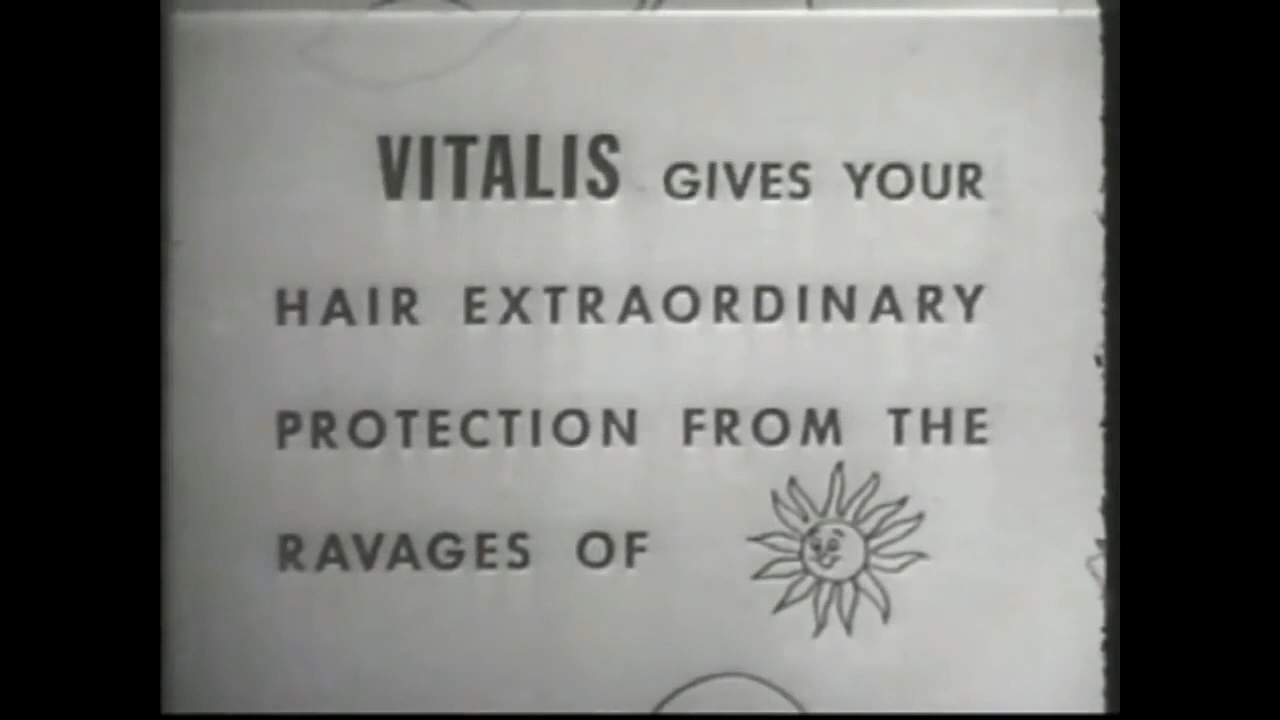 VITALIS GIVES YOUR
HAIR EXTRAORDINARY
PROTECTION FROM THE
RAVAGES OF